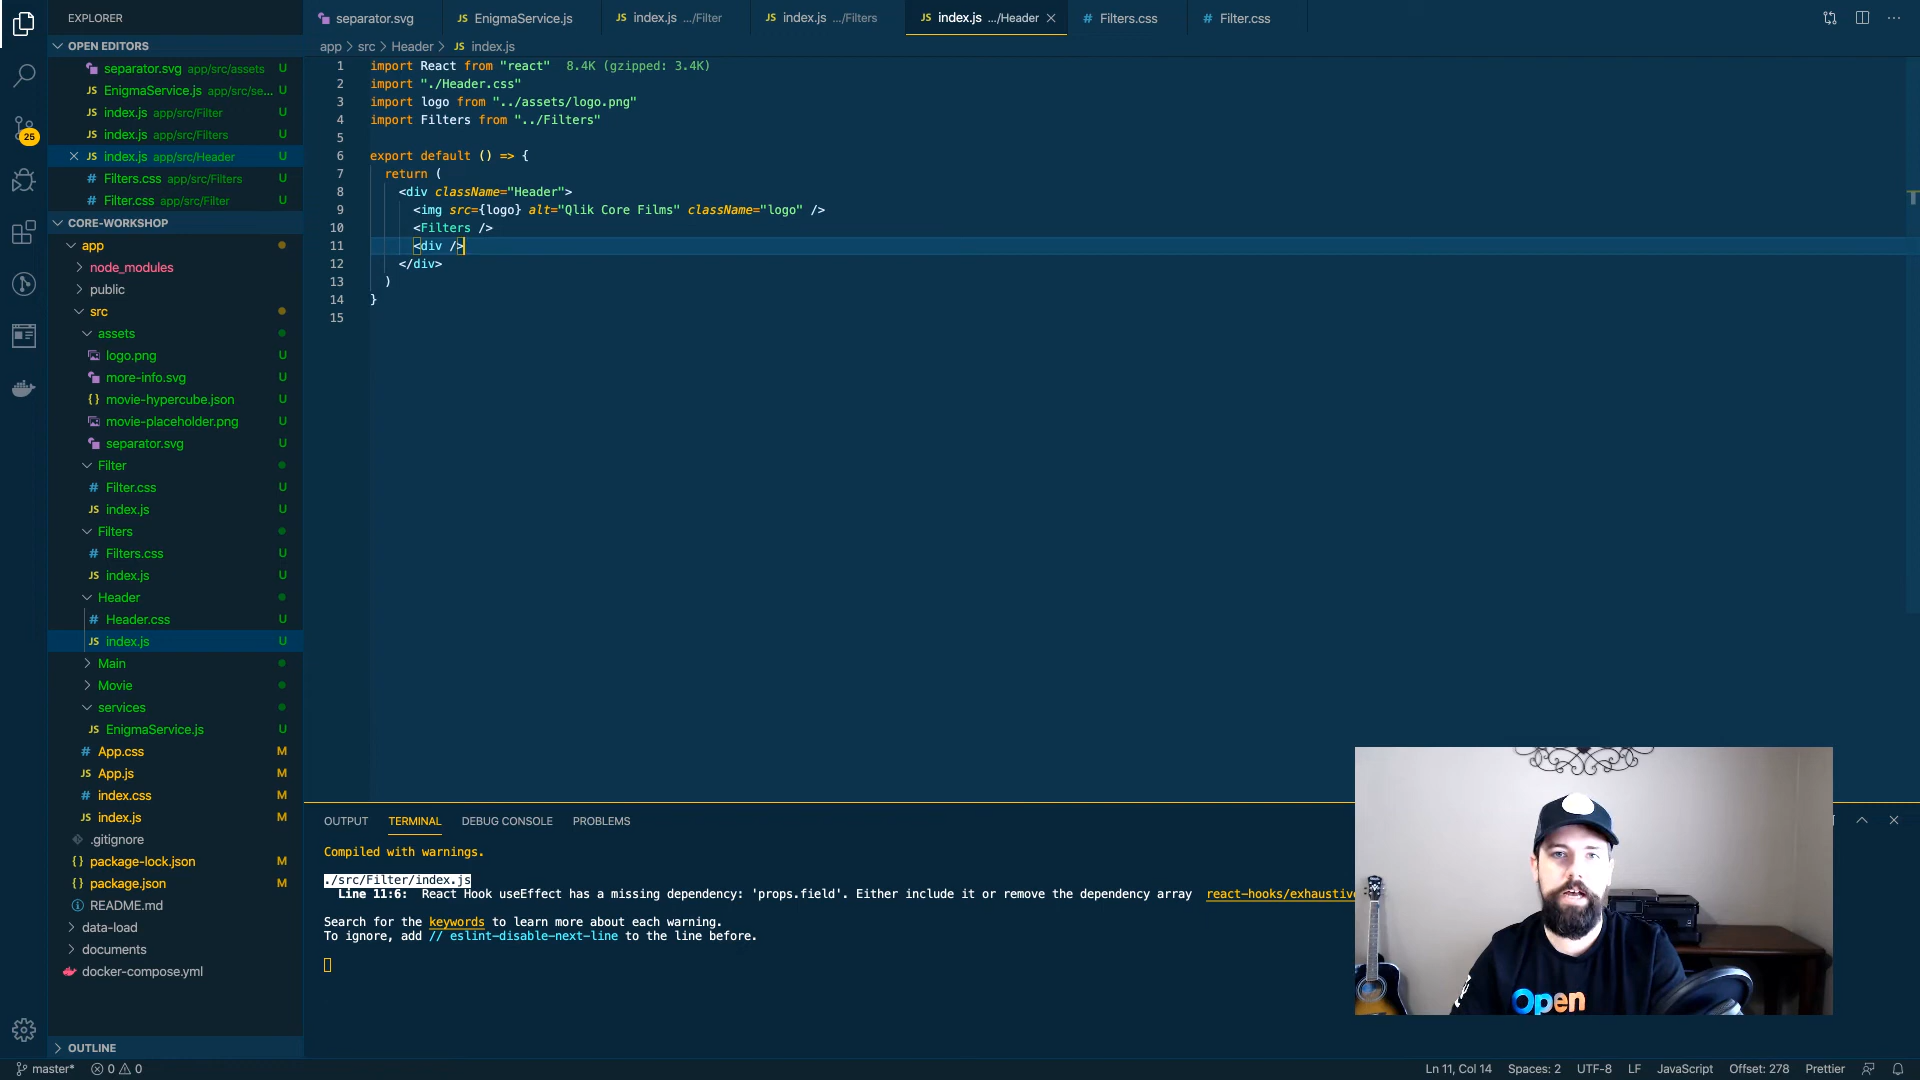 EXPLORER
OPEN EDITORS
separator.svg app/src/assets U
EnigmaService.js app/src/se... U
index.js app/src/Filter U
index.js app/src/Filters U
index.js app/src/Header U
Filters.css app/src/Filters U
Filter.css app/src/Filter U
CORE-WORKSHOP
app
node_modules
public
src
assets
logo.png U
more-info.svg U
movie-hypercube.json U
movie-placeholder.png U
separator.svg U
Filter
Filter.css U
index.js U
Filters
Filters.css U
index.js U
Header
Header.css U
index.js U
Main
Movie
services
EnigmaService.js U
App.css M
App.js M
index.css M
index.js M
.gitignore
package-lock.json M
package.json M
README.md
data-load
documents
docker-compose.yml
OUTLINE
25
separator.svg EnigmaService.js index.js .../Filter index.js .../Filters index.js .../Header Filters.css Filter.css
app > src > Header > JS index.js
1 import React from "react" 8.4K (gzipped: 3.4K)
2 import "./Header.css"
3 import logo from "../assets/logo.png"
4 import Filters from "../Filters"
5
6 export default () => {
7 return (
8 <div className="Header">
9 <img src={logo} alt="Qlik Core Films" className="logo" />
10 <Filters />
11 <div />
12 </div>
13 )
14 }
15
OUTPUT TERMINAL DEBUG CONSOLE PROBLEMS
Compiled with warnings.
./src/Filter/index.js
Line 11:6: React Hook useEffect has a missing dependency: 'props.field'. Either include it or remove the dependency array react-hooks/exhaustive
Search for the keywords to learn more about each warning.
To ignore, add // eslint-disable-next-line to the line before.
Open
master* 0 0 Ln 11, Col 14 Spaces: 2 UTF-8 LF JavaScript Offset: 278 Prettier